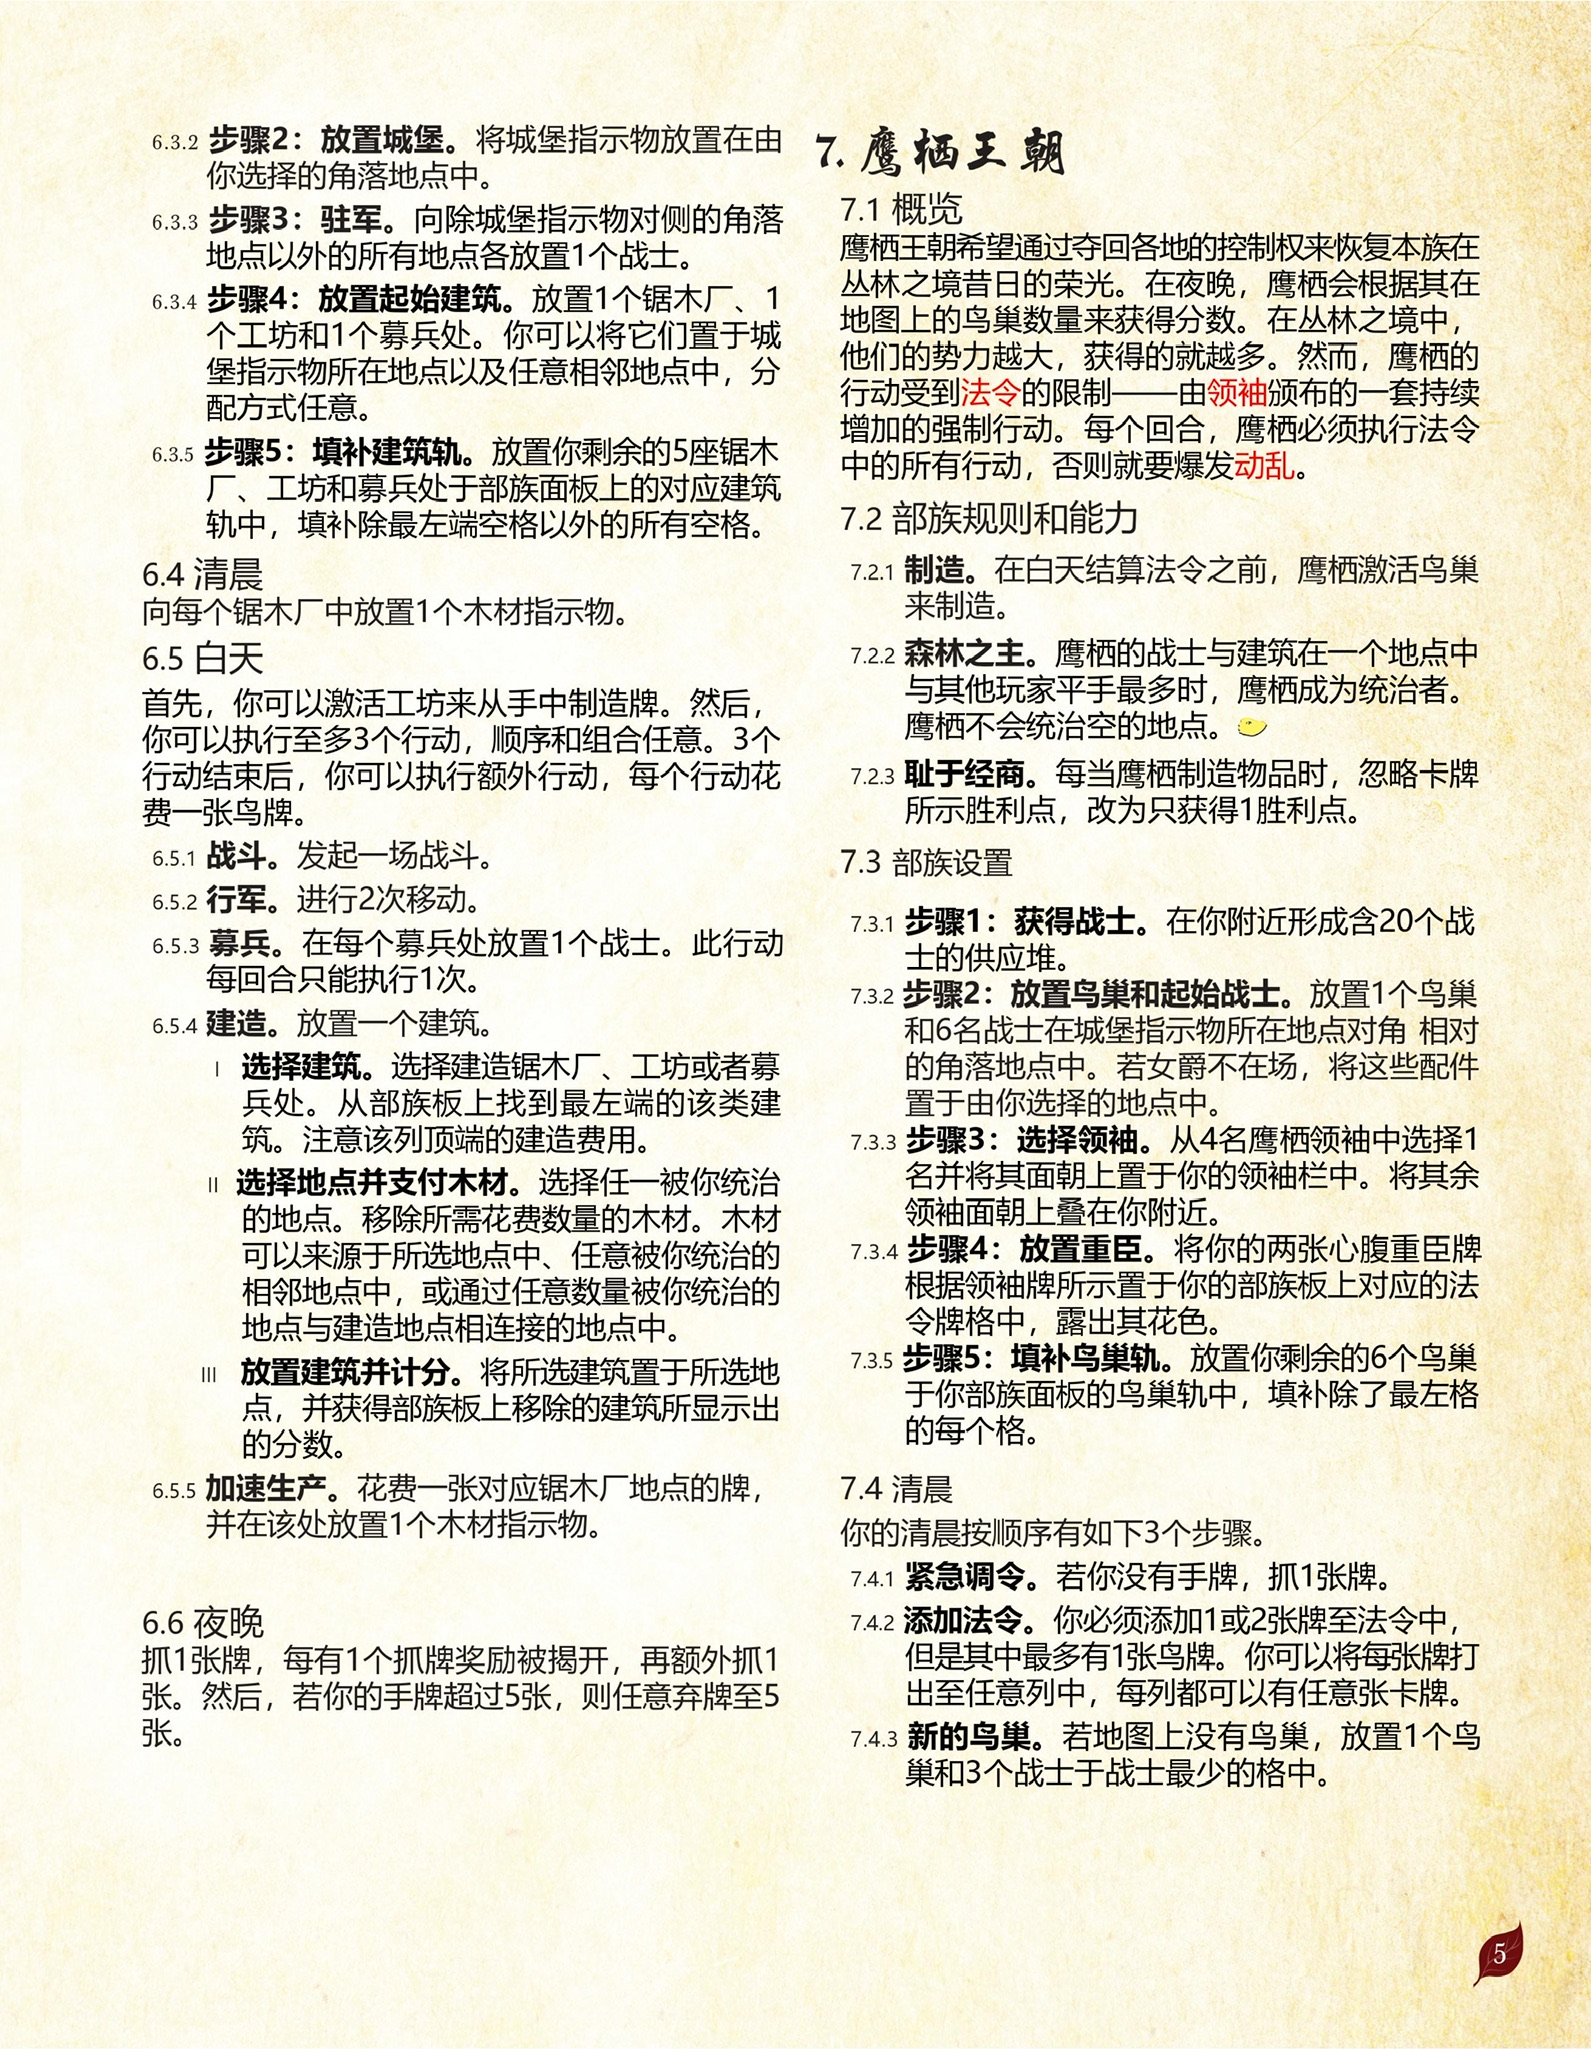 6.3.2 步骤2：放置城堡。将城堡指示物放置在由
你选择的角落地点中。
6.3.3 步骤3：驻军。向除城堡指示物对侧的角落
地点以外的所有地点各放置1个战士。
6.3.4 步骤4：放置起始建筑。放置1个锯木厂、1
个工坊和1个募兵处。你可以将它们置于城
堡指示物所在地点以及任意相邻地点中，分
配方式任意。
6.3.5 步骤5：填补建筑轨。放置你剩余的5座锯木
厂、工坊和募兵处于部族面板上的对应建筑
轨中，填补除最左端空格以外的所有空格。
6.4 清晨
向每个锯木厂中放置1个木材指示物。
6.5 白天
首先，你可以激活工坊来从手中制造牌。然后，
你可以执行至多3个行动，顺序和组合任意。3个
行动结束后，你可以执行额外行动，每个行动花
费一张鸟牌。
6.5.1 战斗。发起一场战斗。
6.5.2 行军。进行2次移动。
6.5.3 募兵。在每个募兵处放置1个战士。此行动
每回合只能执行1次。
6.5.4 建造。放置一个建筑。
I 选择建筑。选择建造锯木厂、工坊或者募
兵处。从部族板上找到最左端的该类建
筑。注意该列顶端的建造费用。
II 选择地点并支付木材。选择任一被你统治
的地点。移除所需花费数量的木材。木材
可以来源于所选地点中、任意被你统治的
相邻地点中，或通过任意数量被你统治的
地点与建造地点相连接的地点中。
III 放置建筑并计分。将所选建筑置于所选地
点，并获得部族板上移除的建筑所显示出
的分数。
6.5.5 加速生产。花费一张对应锯木厂地点的牌，
并在该处放置1个木材指示物。
6.6 夜晚
抓1张牌，每有1个抓牌奖励被揭开，再额外抓1
张。然后，若你的手牌超过5张，则任意弃牌至5
张。
7. 鹰栖王朝
7.1 概览
鹰栖王朝希望通过夺回各地的控制权来恢复本族在
丛林之境昔日的荣光。在夜晚，鹰栖会根据其在
地图上的鸟巢数量来获得分数。在丛林之境中，
他们的势力越大，获得的就越多。然而，鹰栖的
行动受到法令的限制——由领袖颁布的一套持续
增加的强制行动。每个回合，鹰栖必须执行法令
中的所有行动，否则就要爆发动乱。
7.2 部族规则和能力
7.2.1 制造。在白天结算法令之前，鹰栖激活鸟巢
来制造。
7.2.2 森林之主。鹰栖的战士与建筑在一个地点中
与其他玩家平手最多时，鹰栖成为统治者。
鹰栖不会统治空的地点。
7.2.3 耻于经商。每当鹰栖制造物品时，忽略卡牌
所示胜利点，改为只获得1胜利点。
7.3 部族设置
7.3.1 步骤1：获得战士。在你附近形成含20个战
士的供应堆。
7.3.2 步骤2：放置鸟巢和起始战士。放置1个鸟巢
和6名战士在城堡指示物所在地点对角 相对
的角落地点中。若女爵不在场，将这些配件
置于由你选择的地点中。
7.3.3 步骤3：选择领袖。从4名鹰栖领袖中选择1
名并将其面朝上置于你的领袖栏中。将其余
领袖面朝上叠在你附近。
7.3.4 步骤4：放置重臣。将你的两张心腹重臣牌
根据领袖牌所示置于你的部族板上对应的法
令牌格中，露出其花色。
7.3.5 步骤5：填补鸟巢轨。放置你剩余的6个鸟巢
于你部族面板的鸟巢轨中，填补除了最左格
的每个格。
7.4 清晨
你的清晨按顺序有如下3个步骤。
7.4.1 紧急调令。若你没有手牌，抓1张牌。
7.4.2 添加法令。你必须添加1或2张牌至法令中，
但是其中最多有1张鸟牌。你可以将每张牌打
出至任意列中，每列都可以有任意张卡牌。
7.4.3 新的鸟巢。若地图上没有鸟巢，放置1个鸟
巢和3个战士于战士最少的格中。
5